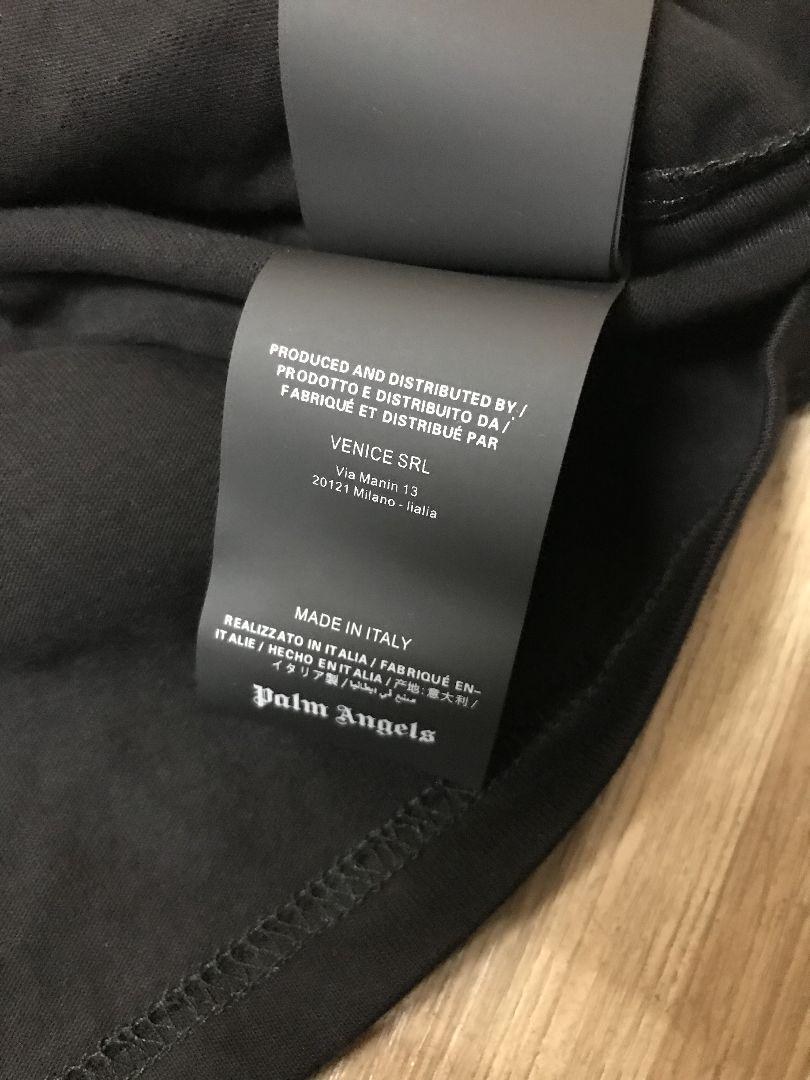 PRODUCED AND DISTRIBUTED BY /
PRODOTTO E DISTRIBUITO DA /
FABRIQUÉ ET DISTRIBUÉ PAR
VENICE SRL
Via Manin 13
20121 Milano - Iialia
MADE IN ITALY
REALIZZATO IN ITALIA / FABRIQUÉ EN-
ITALIE / HECHO EN ITALIA / 产地: 意大利 /
イタリア製 / صنع في
Palm Angels